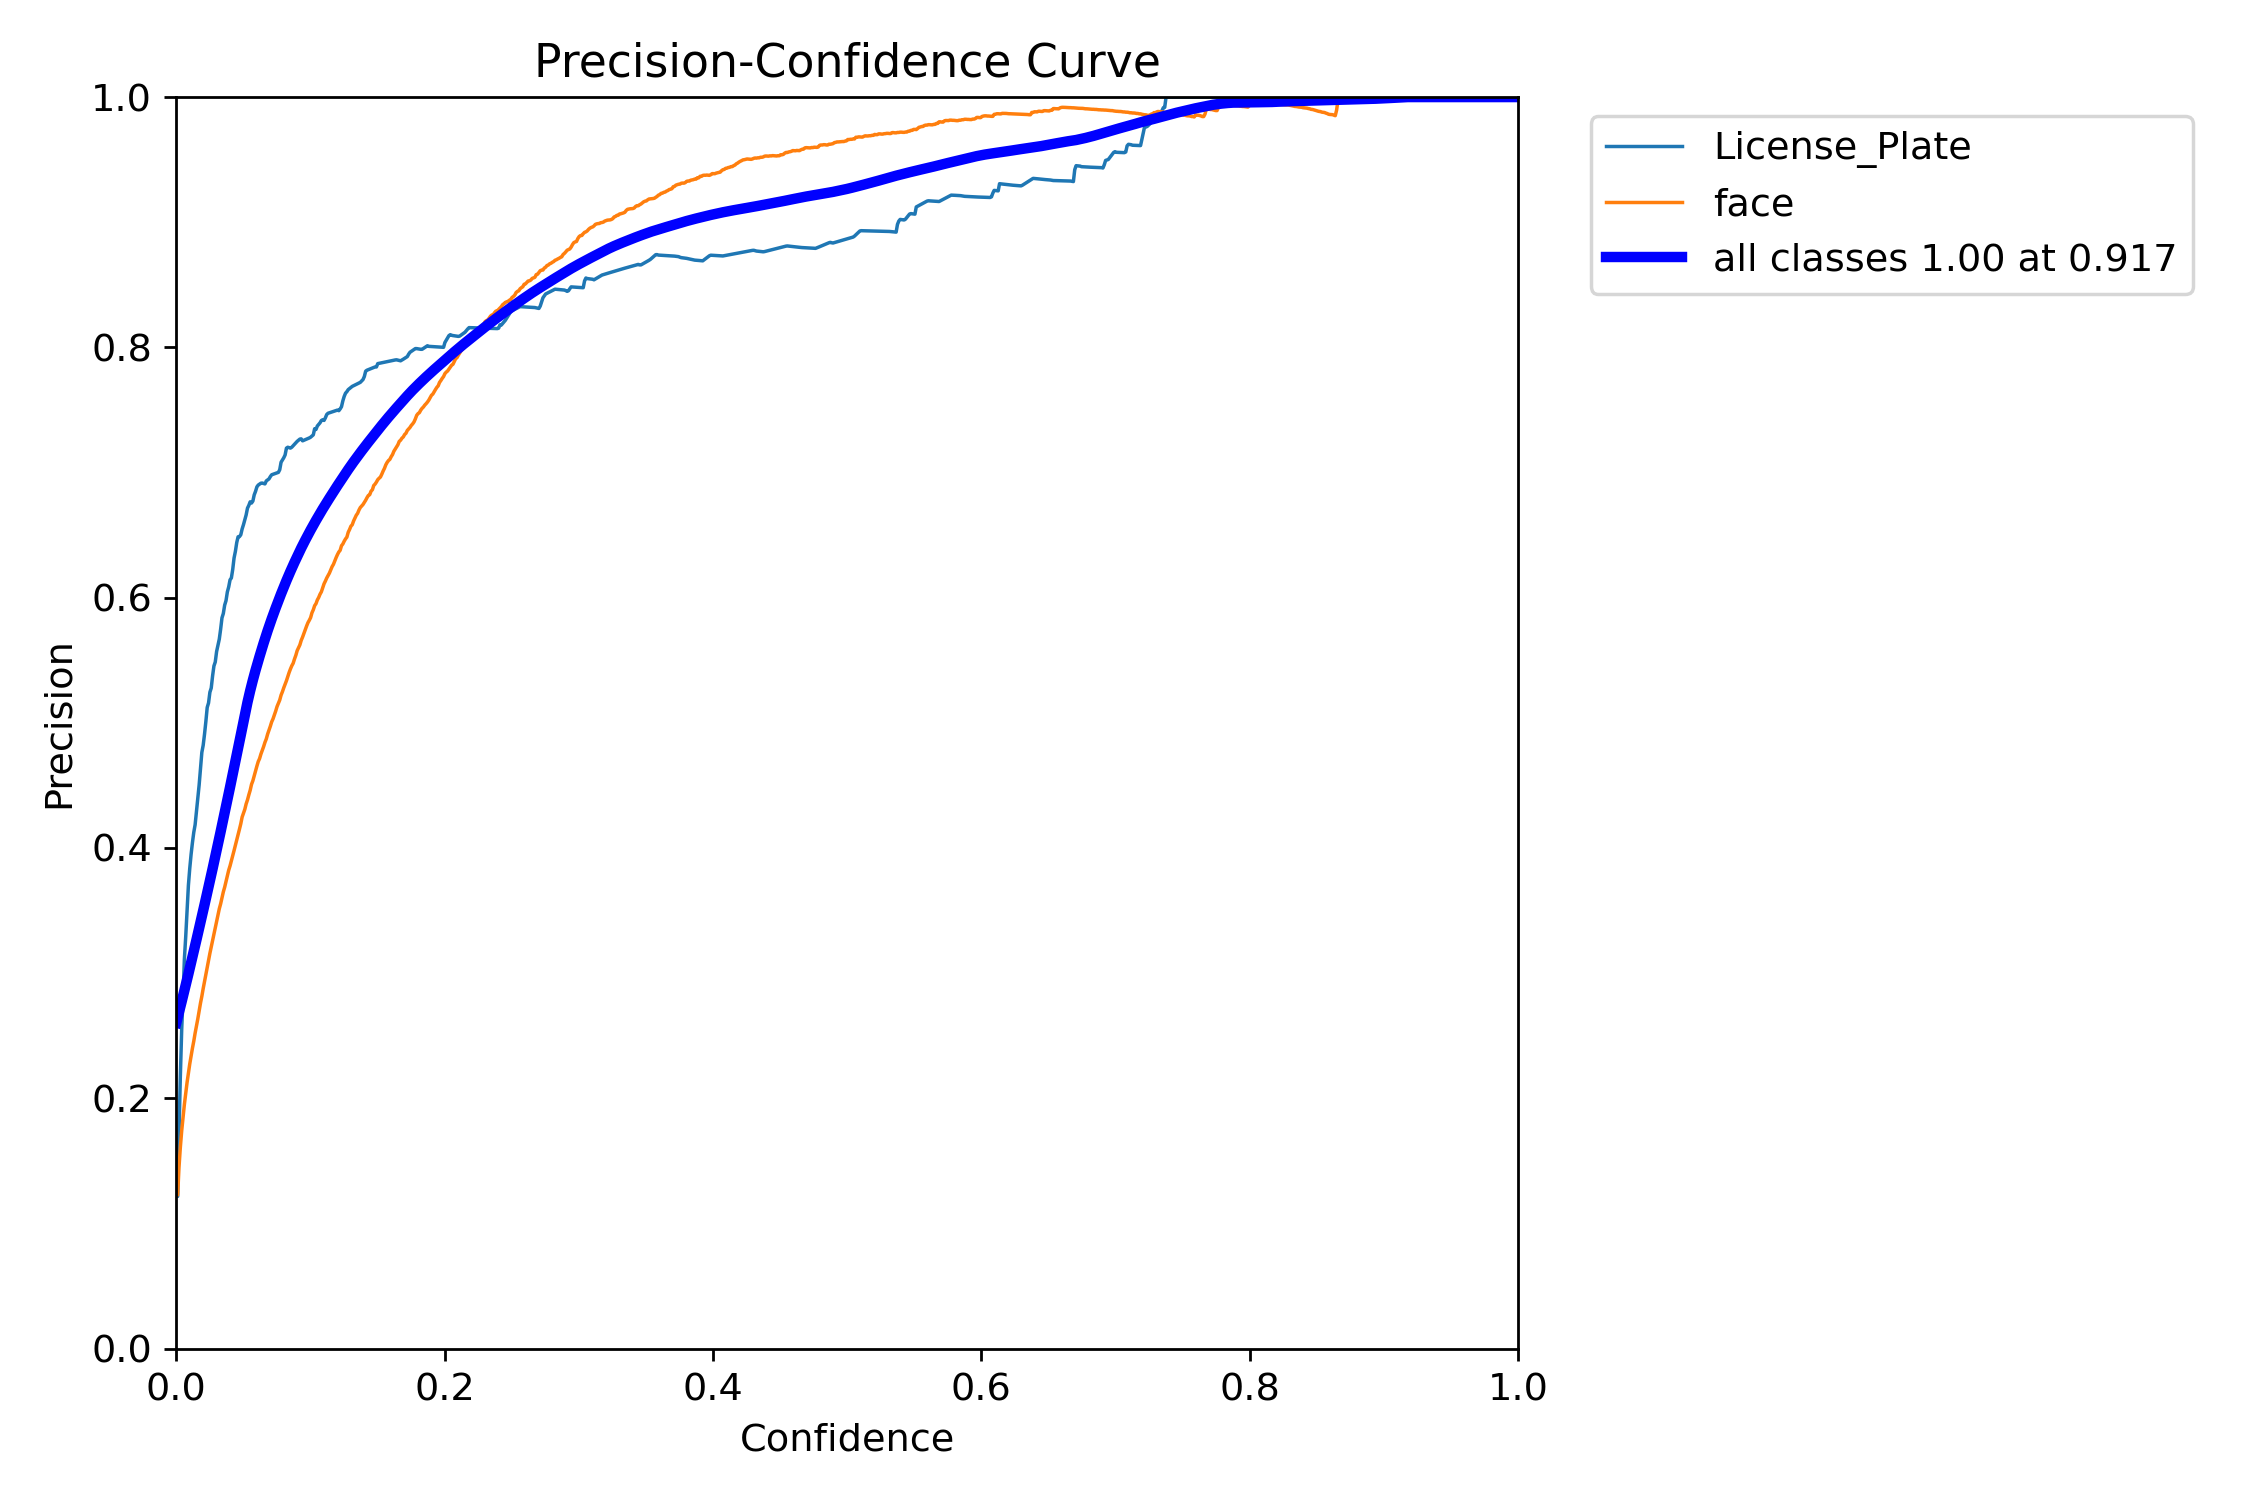 Precision-Confidence Curve
1.0
0.8
0.6
0.4
0.2
0.0
Precision
0.0 0.2 0.4 0.6 0.8 1.0
Confidence
License_Plate
face
all classes 1.00 at 0.917